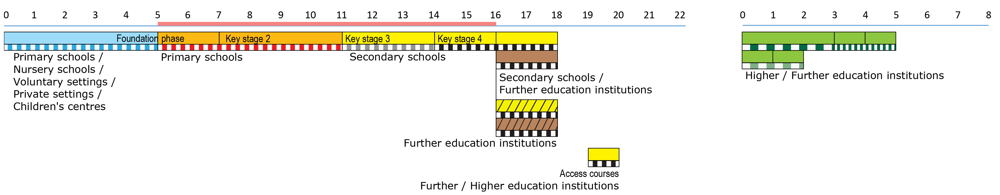 0 1 2 3 4 5 6 7 8 9 10 11 12 13 14 15 16 17 18 19 20 21 22
0 1 2 3 4 5 6 7 8
Foundation phase
Key stage 2
Key stage 3
Key stage 4
Primary schools /
Nursery schools /
Voluntary settings /
Private settings /
Children's centres
Primary schools
Secondary schools
Secondary schools /
Further education institutions
Further education institutions
Access courses
Further / Higher education institutions
Higher / Further education institutions